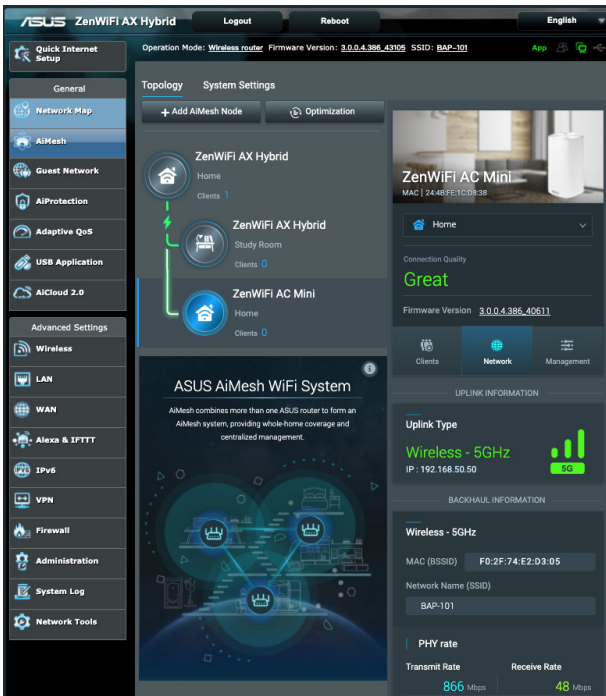 ASUS ZenWiFi AX Hybrid Logout Reboot English
Quick Internet
Setup
Operation Mode: Wireless router Firmware Version: 3.0.0.4.386_43105 SSID: BAP-101 App
General
Network Map
AiMesh
Guest Network
AiProtection
Adaptive QoS
USB Application
AiCloud 2.0
Advanced Settings
Wireless
LAN
WAN
Alexa & IFTTT
IPv6
VPN
Firewall
Administration
System Log
Network Tools
Topology System Settings
+ Add AiMesh Node Optimization
ZenWiFi AX Hybrid
Home
Clients 1
ZenWiFi AX Hybrid
Study Room
Clients 0
ZenWiFi AC Mini
Home
Clients 0
ASUS AiMesh WiFi System
AiMesh combines more than one ASUS router to form an
AiMesh system, providing whole-home coverage and
centralized management.
ZenWiFi AC Mini
MAC | 24:4B:FE:1C:D8:38
Home
Connection Quality
Great
Firmware Version 3.0.0.4.386_40611
Clients Network Management
UPLINK INFORMATION
Uplink Type
Wireless - 5GHz
IP : 192.168.50.50
5G
BACKHAUL INFORMATION
Wireless - 5GHz
MAC (BSSID) F0:2F:74:E2:D3:05
Network Name (SSID)
BAP-101
PHY rate
Transmit Rate Receive Rate
866 Mbps 48 Mbps